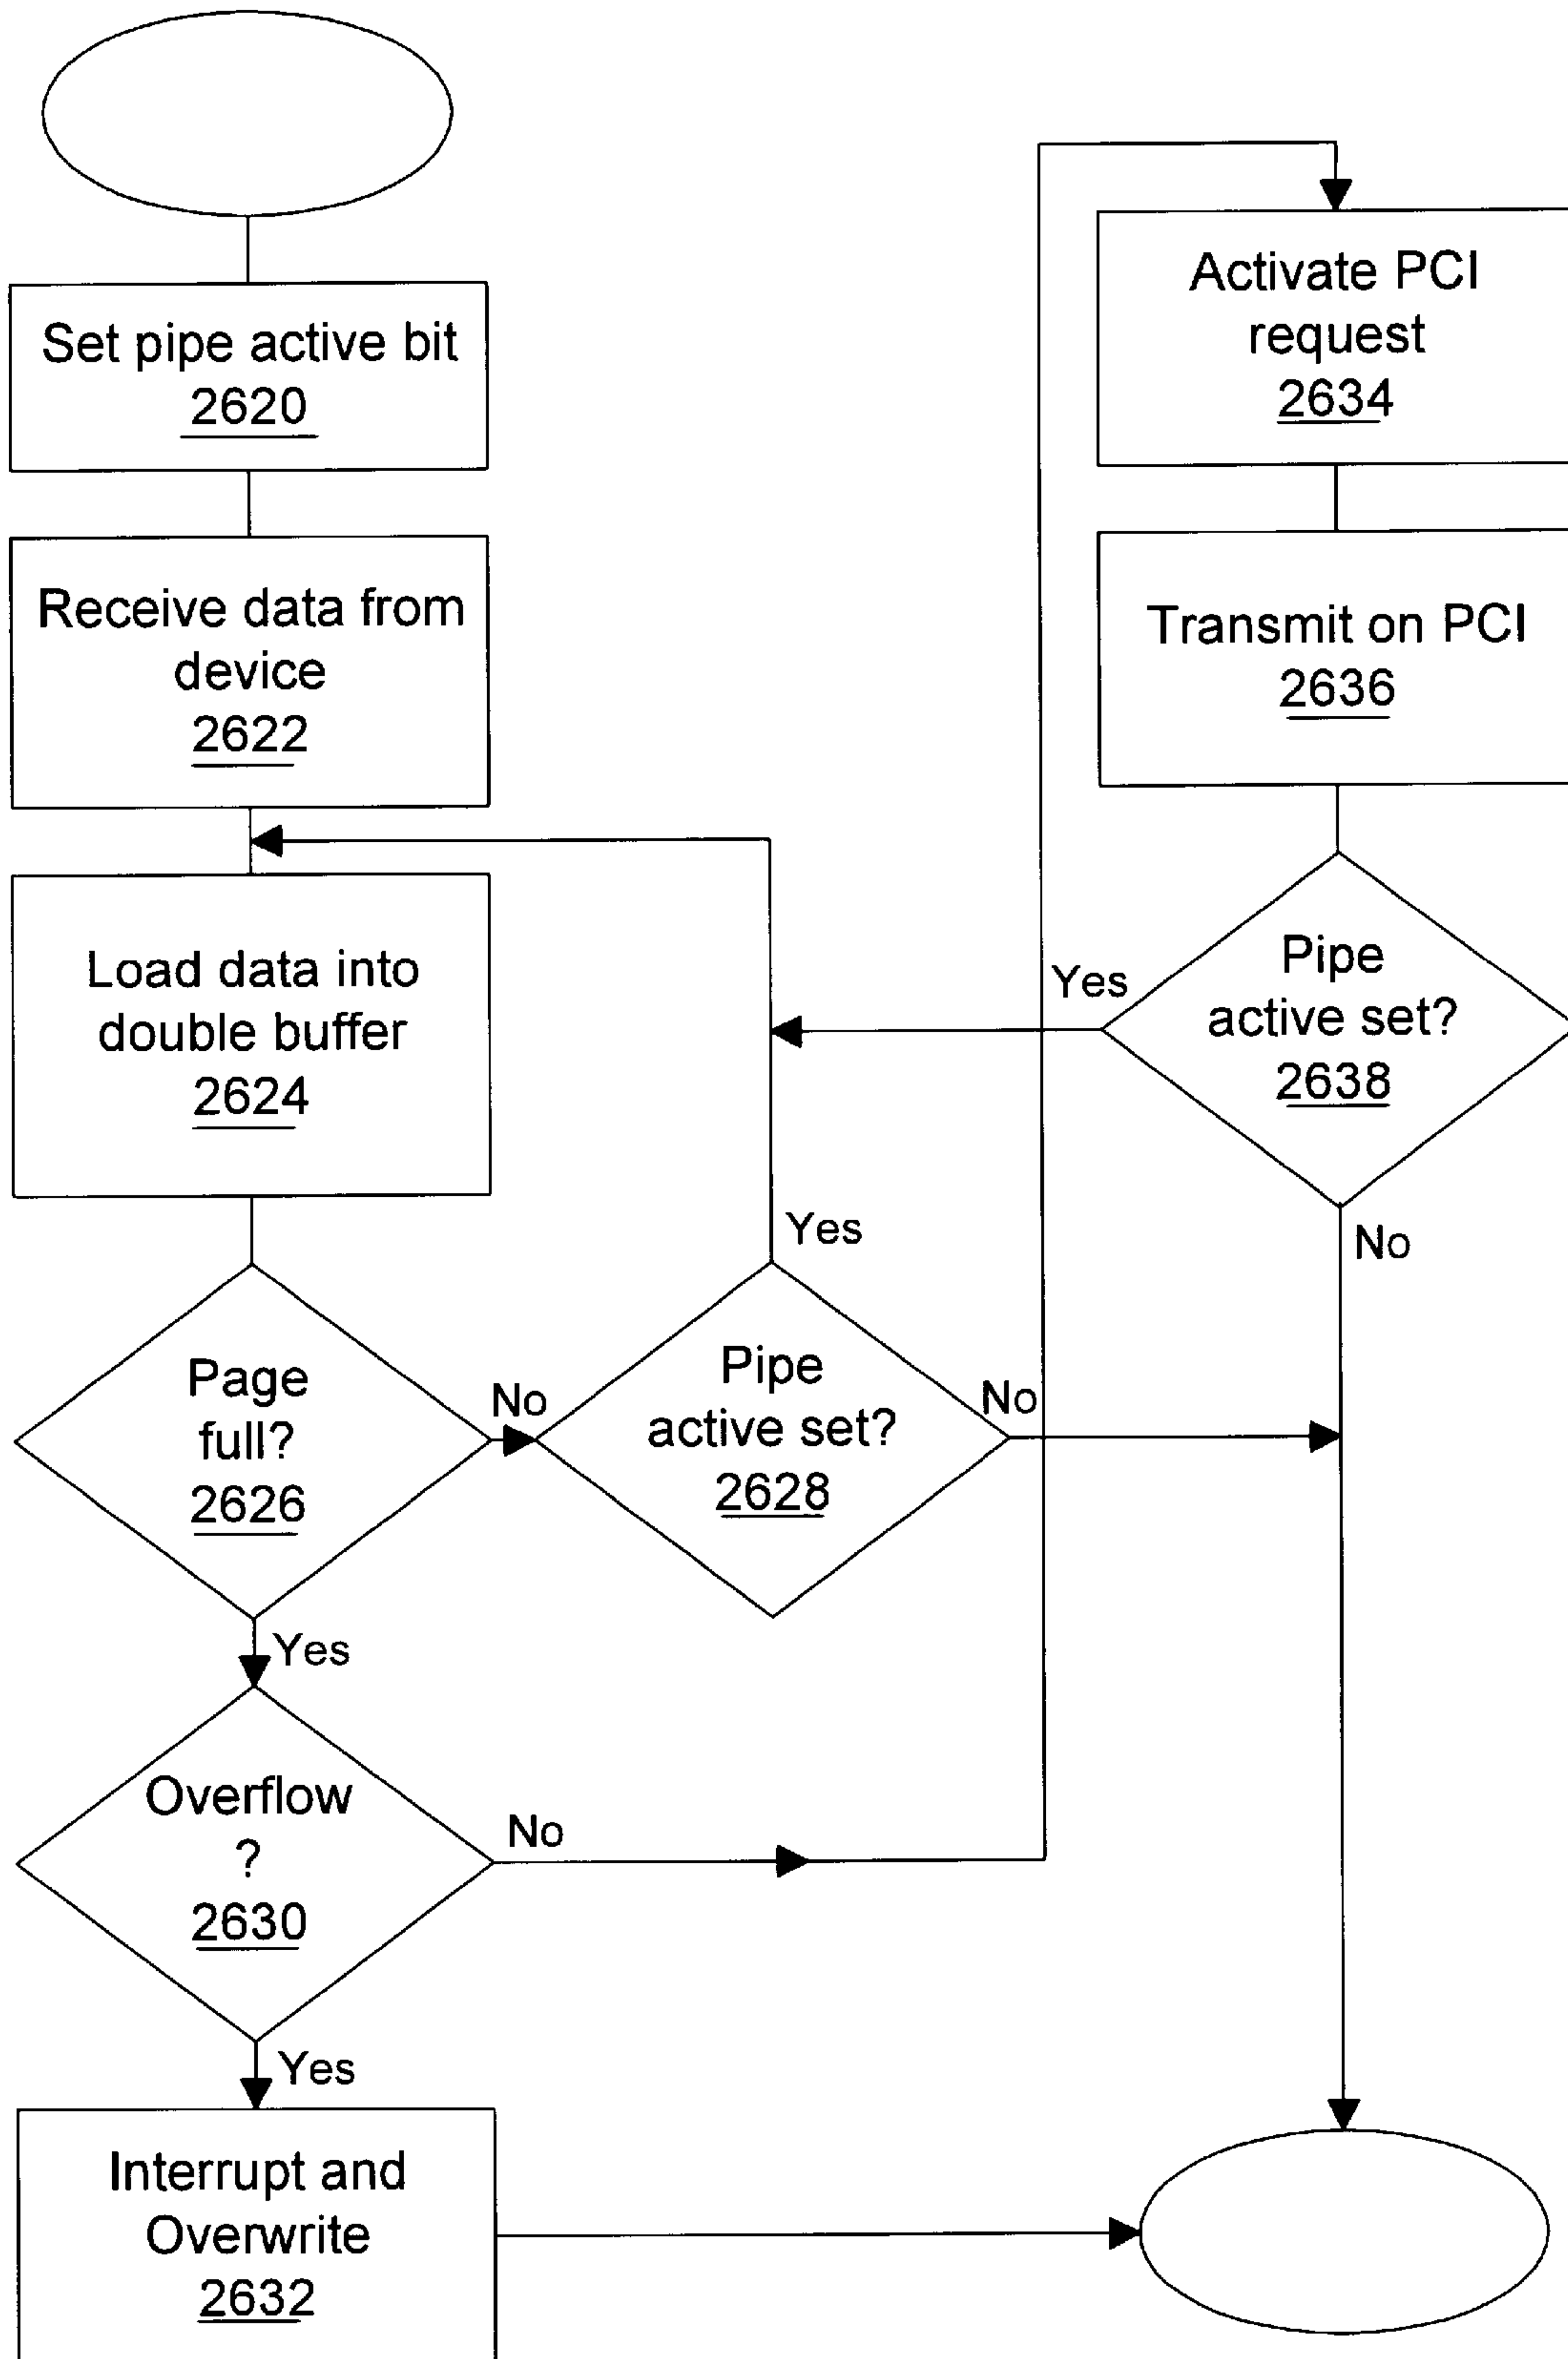 Set pipe active bit
2620
Receive data from
device
2622
Load data into
double buffer
2624
Page
full?
2626
No
Yes
Pipe
active set?
2628
Yes
No
Overflow
?
2630
No
Yes
Interrupt and
Overwrite
2632
Activate PCI
request
2634
Transmit on PCI
2636
Pipe
active set?
2638
Yes
No